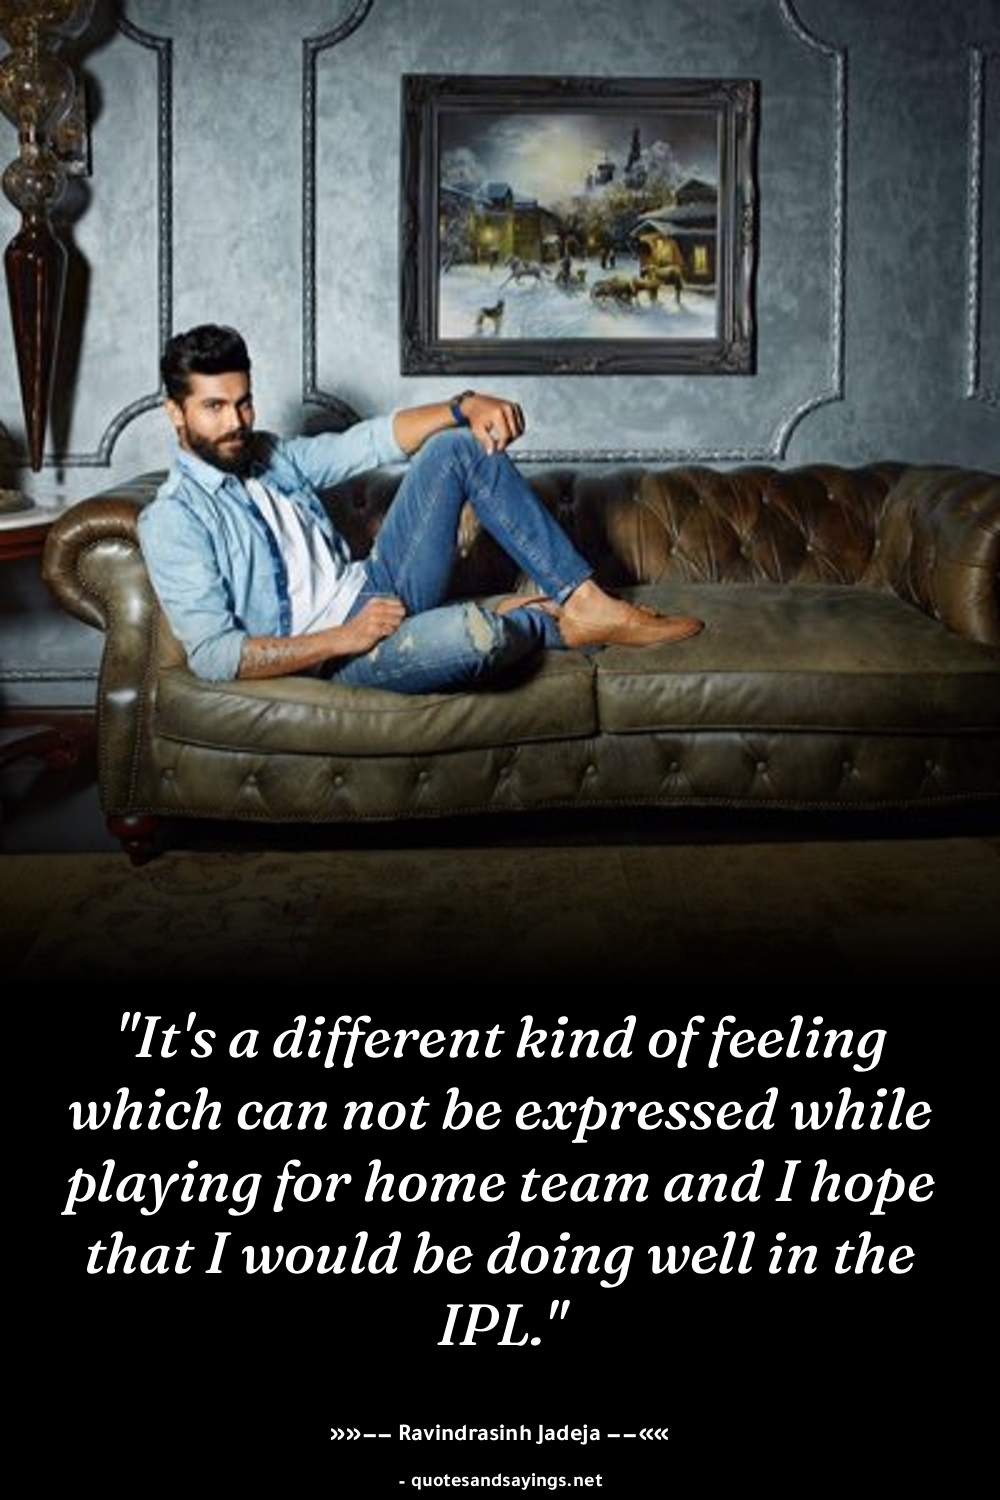 "It's a different kind of feeling
which can not be expressed while
playing for home team and I hope
that I would be doing well in the
IPL."
»»–– Ravindrasinh Jadeja ––««
- quotesandsayings.net